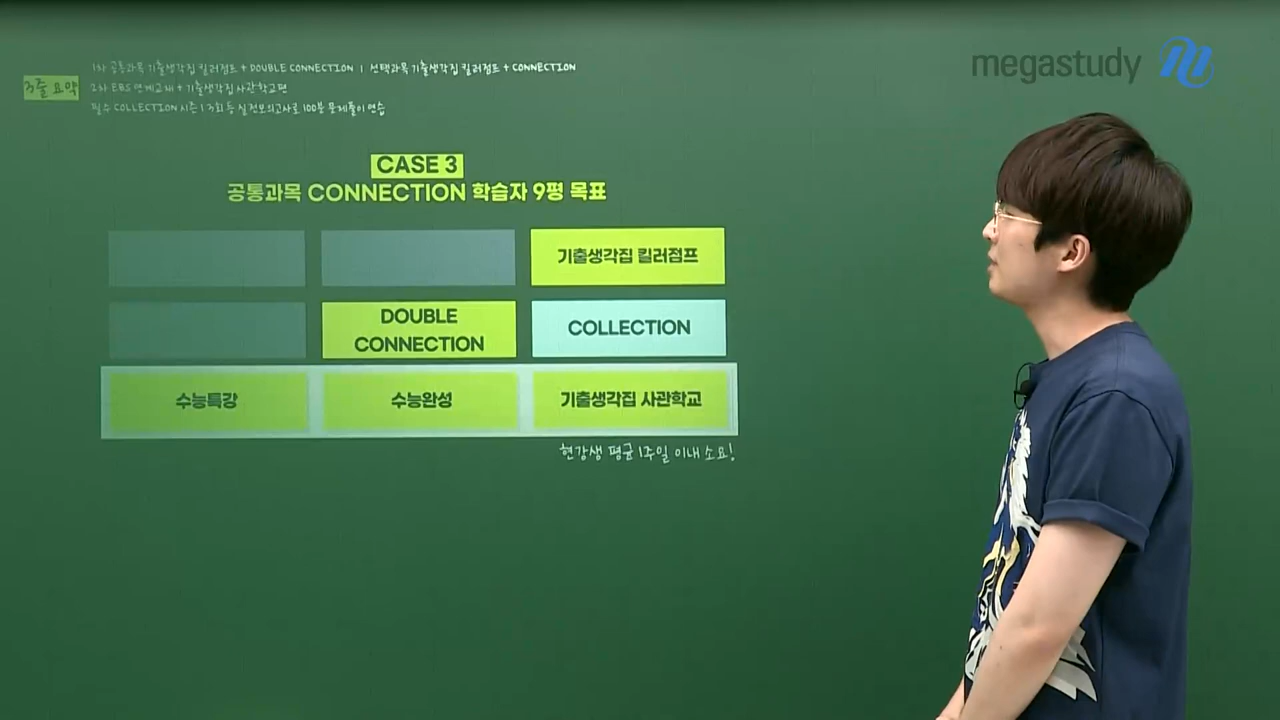 megastudy
3줄 요약
1차 공통과목 기출생각집 킬러점프 + DOUBLE CONNECTION | 선택과목 기출생각집 킬러점프 + CONNECTION
2차 EBS 연계교재 + 기출생각집 사관학교편
필수 COLLECTION 시즌 1 3회 등 실전모의고사로 100분 문제풀이 연습
CASE 3
공통과목 CONNECTION 학습자 9평 목표
기출생각집 킬러점프
DOUBLE
CONNECTION
COLLECTION
수능특강
수능완성
기출생각집 사관학교
현강생 평균 1주일 이내 소요!